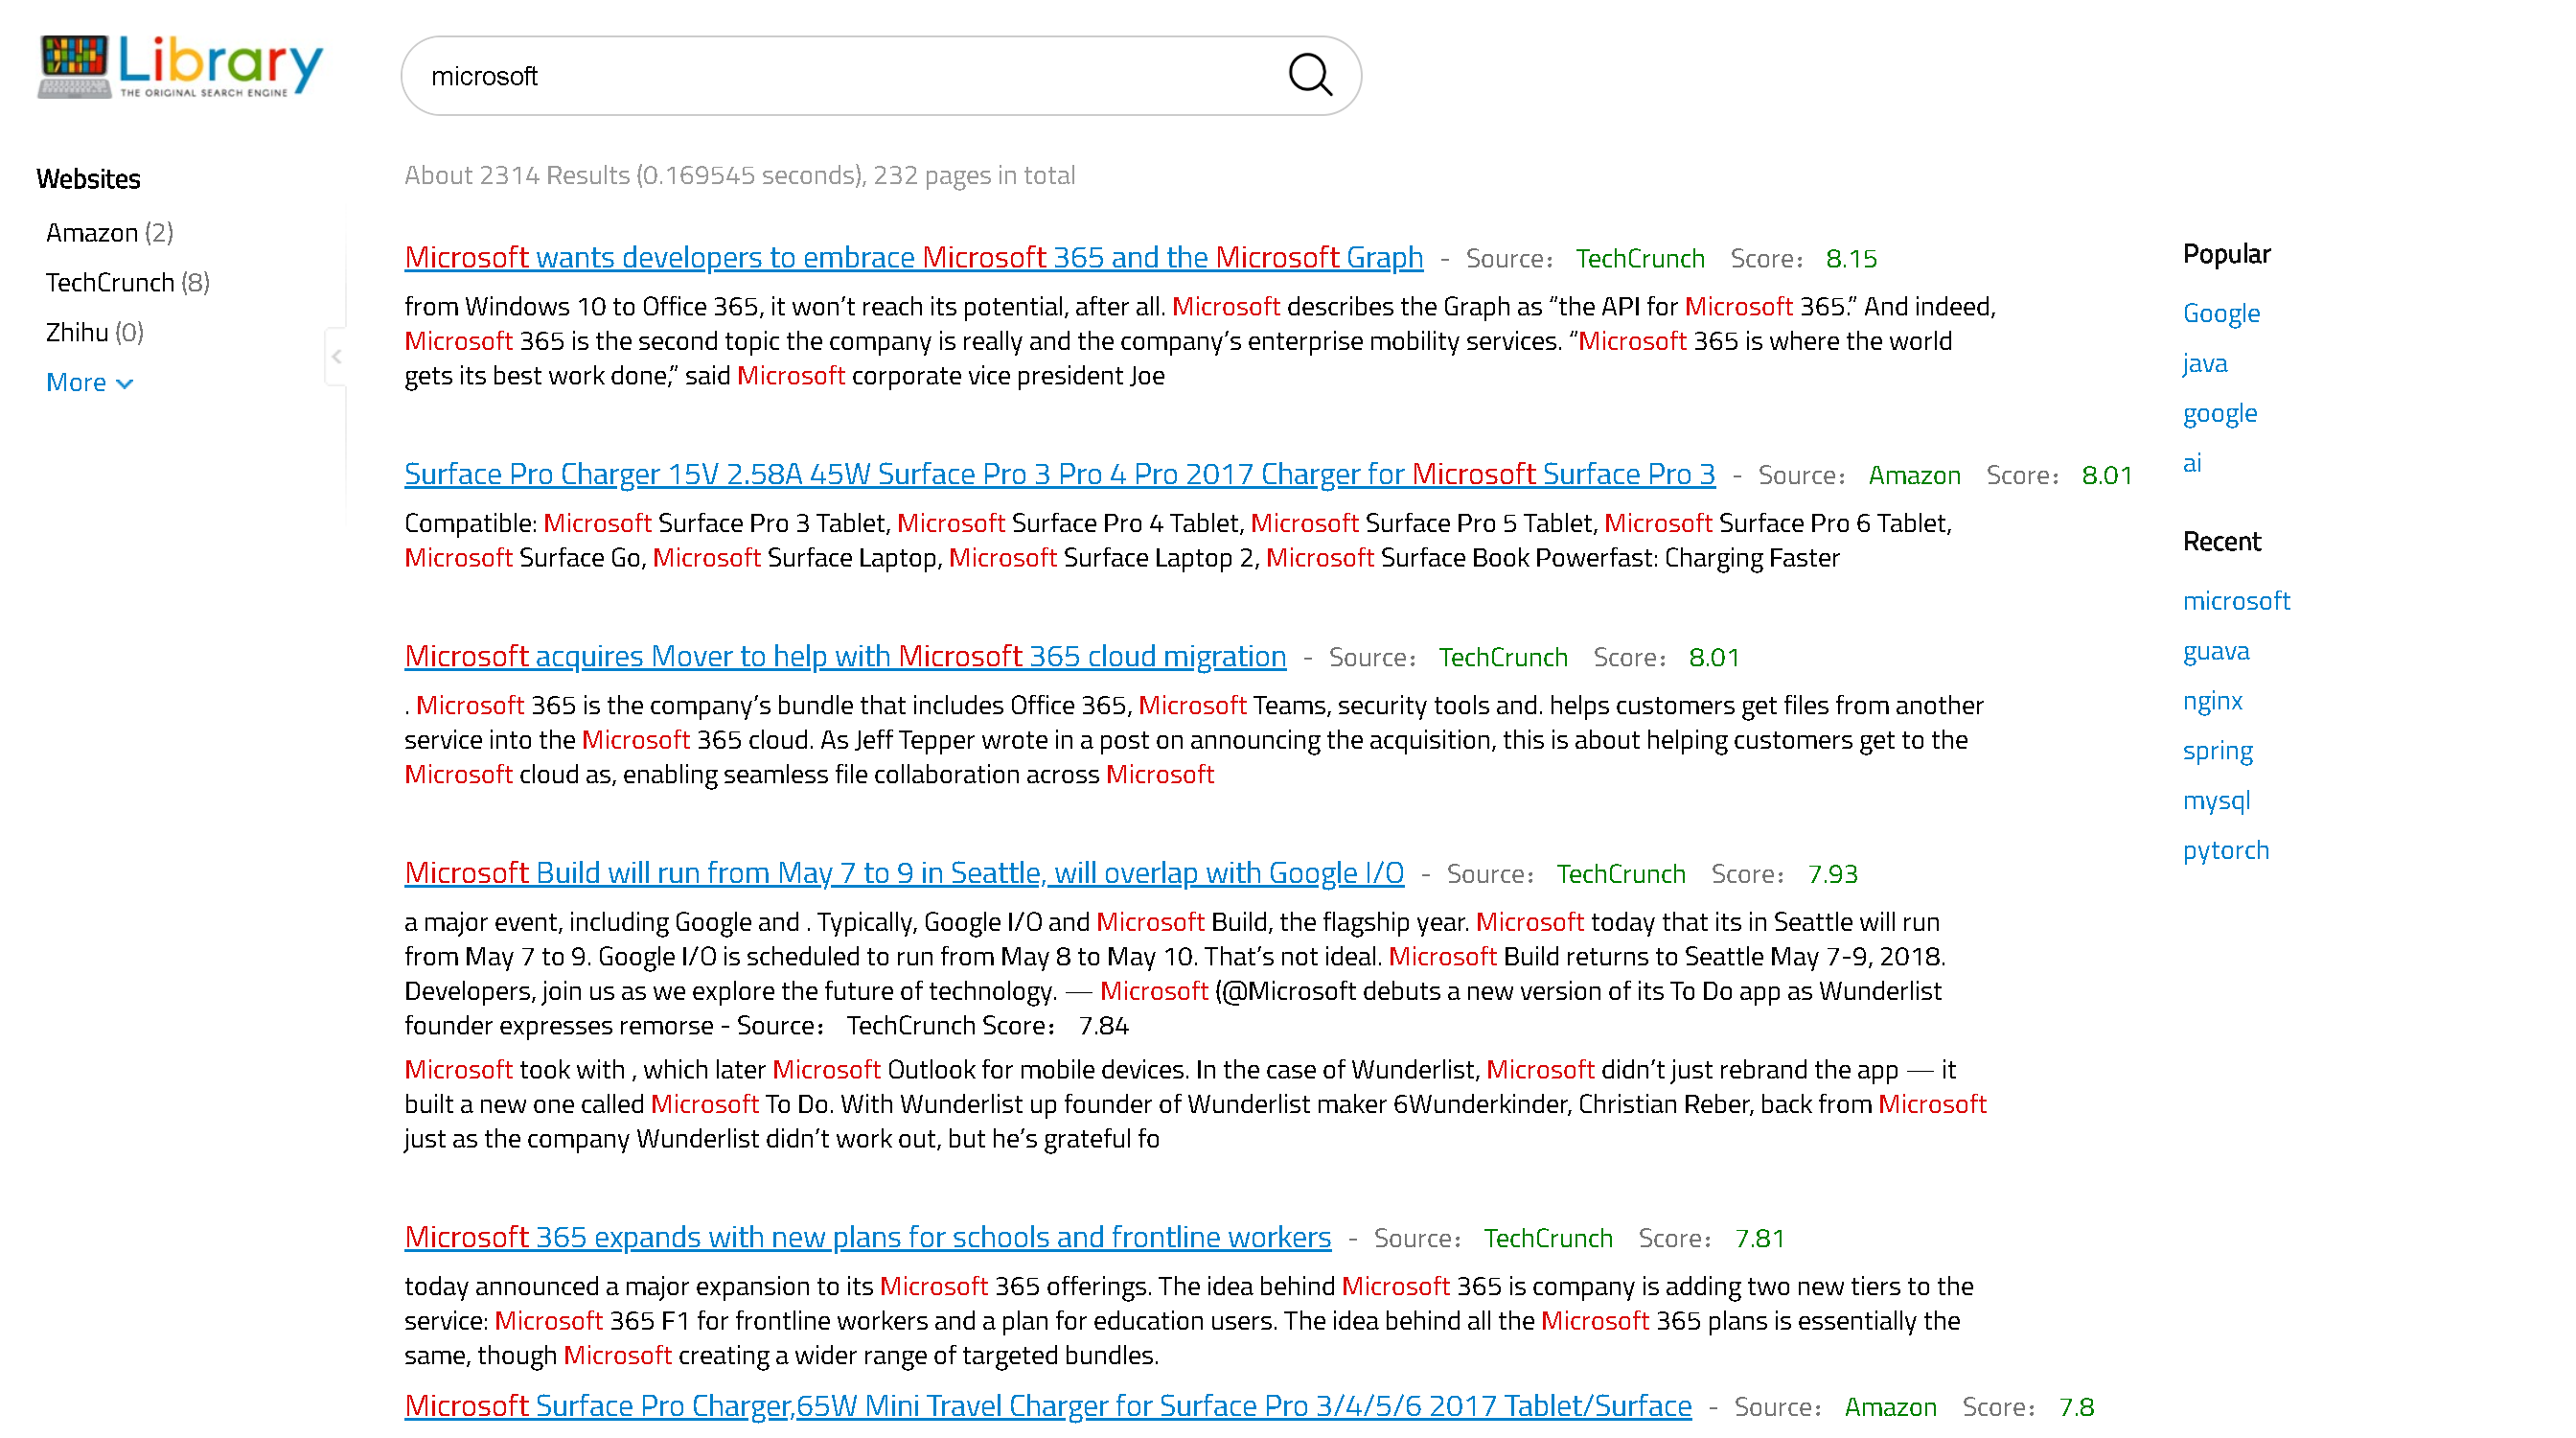 Library
THE ORIGINAL SEARCH ENGINE
microsoft
Websites
Amazon (2)
TechCrunch (8)
Zhihu (0)
More
About 2314 Results (0.169545 seconds), 232 pages in total
Microsoft wants developers to embrace Microsoft 365 and the Microsoft Graph - Source： TechCrunch Score： 8.15
from Windows 10 to Office 365, it won’t reach its potential, after all. Microsoft describes the Graph as “the API for Microsoft 365.” And indeed,
Microsoft 365 is the second topic the company is really and the company’s enterprise mobility services. “Microsoft 365 is where the world
gets its best work done,” said Microsoft corporate vice president Joe
Surface Pro Charger 15V 2.58A 45W Surface Pro 3 Pro 4 Pro 2017 Charger for Microsoft Surface Pro 3 - Source： Amazon Score： 8.01
Compatible: Microsoft Surface Pro 3 Tablet, Microsoft Surface Pro 4 Tablet, Microsoft Surface Pro 5 Tablet, Microsoft Surface Pro 6 Tablet,
Microsoft Surface Go, Microsoft Surface Laptop, Microsoft Surface Laptop 2, Microsoft Surface Book Powerfast: Charging Faster
Microsoft acquires Mover to help with Microsoft 365 cloud migration - Source： TechCrunch Score： 8.01
. Microsoft 365 is the company’s bundle that includes Office 365, Microsoft Teams, security tools and. helps customers get files from another
service into the Microsoft 365 cloud. As Jeff Tepper wrote in a post on announcing the acquisition, this is about helping customers get to the
Microsoft cloud as, enabling seamless file collaboration across Microsoft
Microsoft Build will run from May 7 to 9 in Seattle, will overlap with Google I/O - Source： TechCrunch Score： 7.93
a major event, including Google and . Typically, Google I/O and Microsoft Build, the flagship year. Microsoft today that its in Seattle will run
from May 7 to 9. Google I/O is scheduled to run from May 8 to May 10. That’s not ideal. Microsoft Build returns to Seattle May 7-9, 2018.
Developers, join us as we explore the future of technology. — Microsoft (@Microsoft debuts a new version of its To Do app as Wunderlist
founder expresses remorse - Source： TechCrunch Score： 7.84
Microsoft took with , which later Microsoft Outlook for mobile devices. In the case of Wunderlist, Microsoft didn’t just rebrand the app — it
built a new one called Microsoft To Do. With Wunderlist up founder of Wunderlist maker 6Wunderkinder, Christian Reber, back from Microsoft
just as the company Wunderlist didn’t work out, but he’s grateful fo
Microsoft 365 expands with new plans for schools and frontline workers - Source： TechCrunch Score： 7.81
today announced a major expansion to its Microsoft 365 offerings. The idea behind Microsoft 365 is company is adding two new tiers to the
service: Microsoft 365 F1 for frontline workers and a plan for education users. The idea behind all the Microsoft 365 plans is essentially the
same, though Microsoft creating a wider range of targeted bundles.
Microsoft Surface Pro Charger,65W Mini Travel Charger for Surface Pro 3/4/5/6 2017 Tablet/Surface - Source： Amazon Score： 7.8
Popular
Google
java
google
ai
Recent
microsoft
guava
nginx
spring
mysql
pytorch